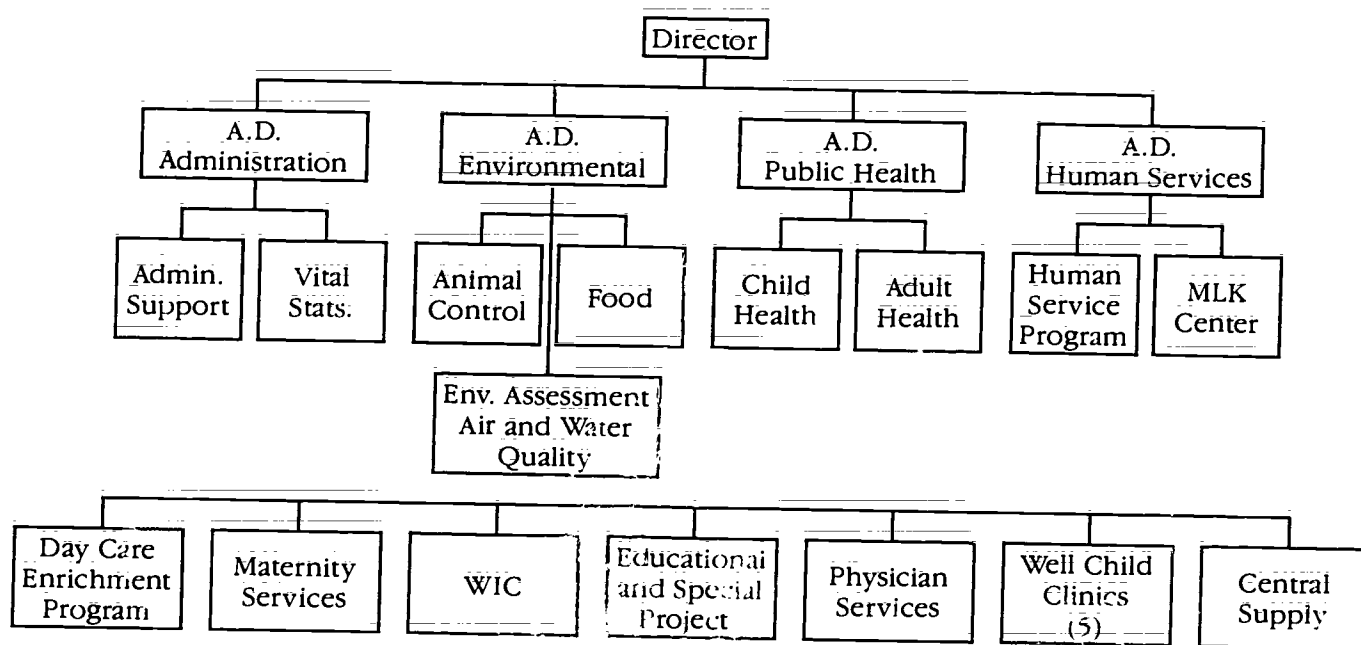 Director
A.D.
Administration
A.D.
Environmental
A.D.
Public Health
A.D.
Human Services
Admin.
Support
Vital
Stats.
Animal
Control
Food
Child
Health
Adult
Health
Human
Service
Program
MLK
Center
Env. Assessment
Air and Water
Quality
Day Care
Enrichment
Program
Maternity
Services
WIC
Educational
and Special
Project
Physician
Services
Well Child
Clinics
(5)
Central
Supply